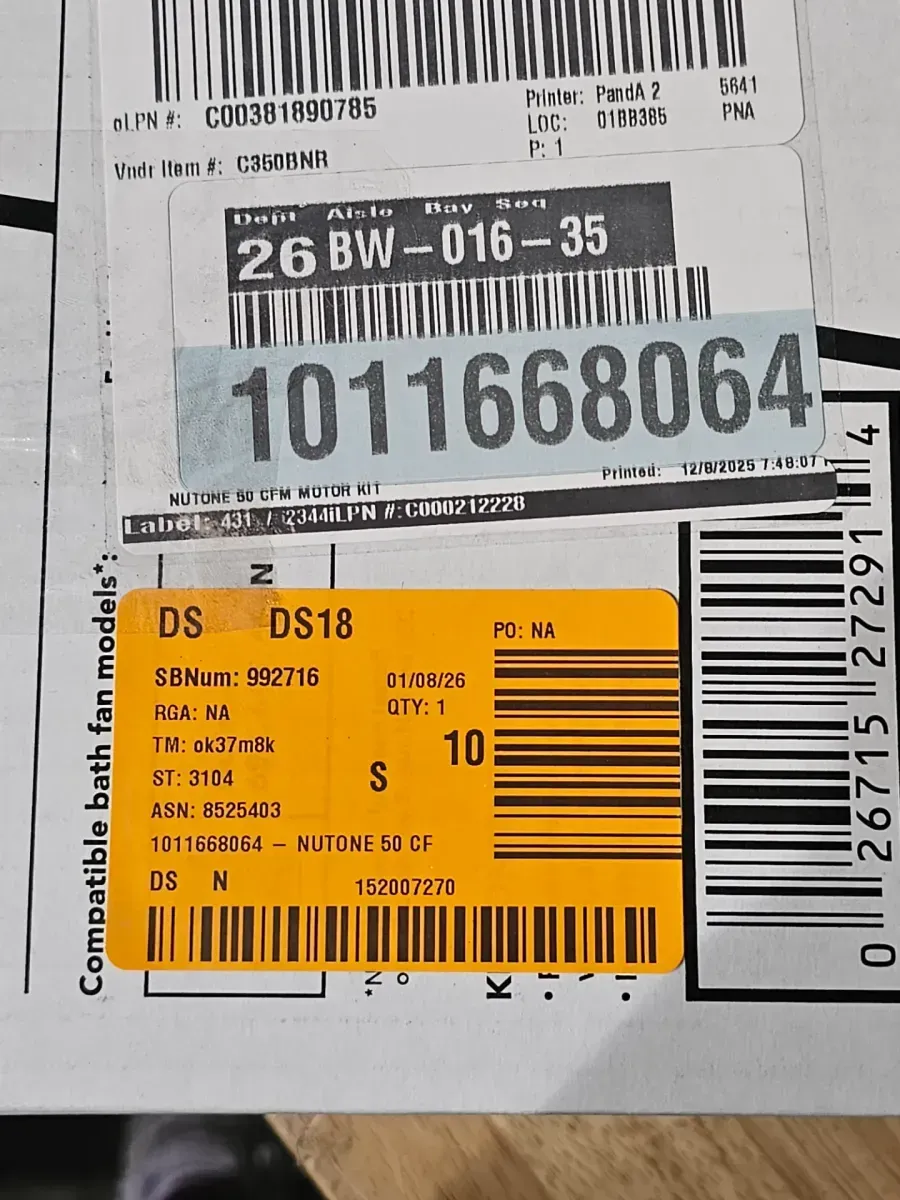 oLPN #: C00381890785
Printer: PandA 2 5641
LOC: 01BB385 PNA
P: 1
Vndr Item #: C350BNR
Dept Aisle Bay Seq
26 BW-016-35
1011668064
Printed: 12/8/2025 7:48:07
NUTONE 50 CFM MOTOR KIT
Label: 431 / 2344iLPN #:C000212228
N
Compatible bath fan models*:
DS DS18
PO: NA
SBNum: 992716 01/08/26
RGA: NA QTY: 1
TM: ok37m8k 10
ST: 3104 S
ASN: 8525403
1011668064 - NUTONE 50 CF
DS N 152007270
0 26715 27291 4
*N
K